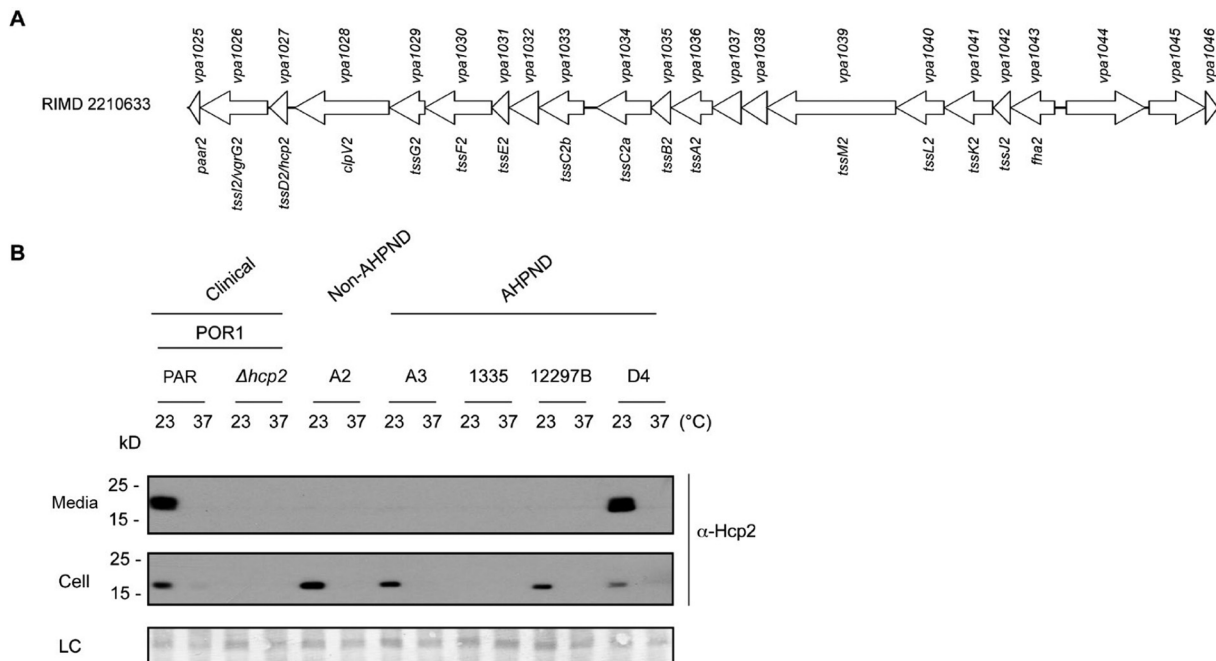 A
vpa1025 vpa1026 vpa1027 vpa1028 vpa1029 vpa1030 vpa1031 vpa1032 vpa1033 vpa1034 vpa1035 vpa1036 vpa1037 vpa1038 vpa1039 vpa1040 vpa1041 vpa1042 vpa1043 vpa1044 vpa1045 vpa1046
RIMD 2210633
paar2 tssI2/vgrG2 tssD2/hcp2 clpV2 tssG2 tssF2 tssE2 tssC2b tssC2a tssB2 tssA2 tssM2 tssL2 tssK2 tssJ2 fha2
B
Clinical Non-AHPND AHPND
POR1
PAR Δhcp2 A2 A3 1335 12297B D4
23 37 23 37 23 37 23 37 23 37 23 37 23 37 (°C)
kD
25 -
Media
15 -
α-Hcp2
25 -
Cell
15 -
LC